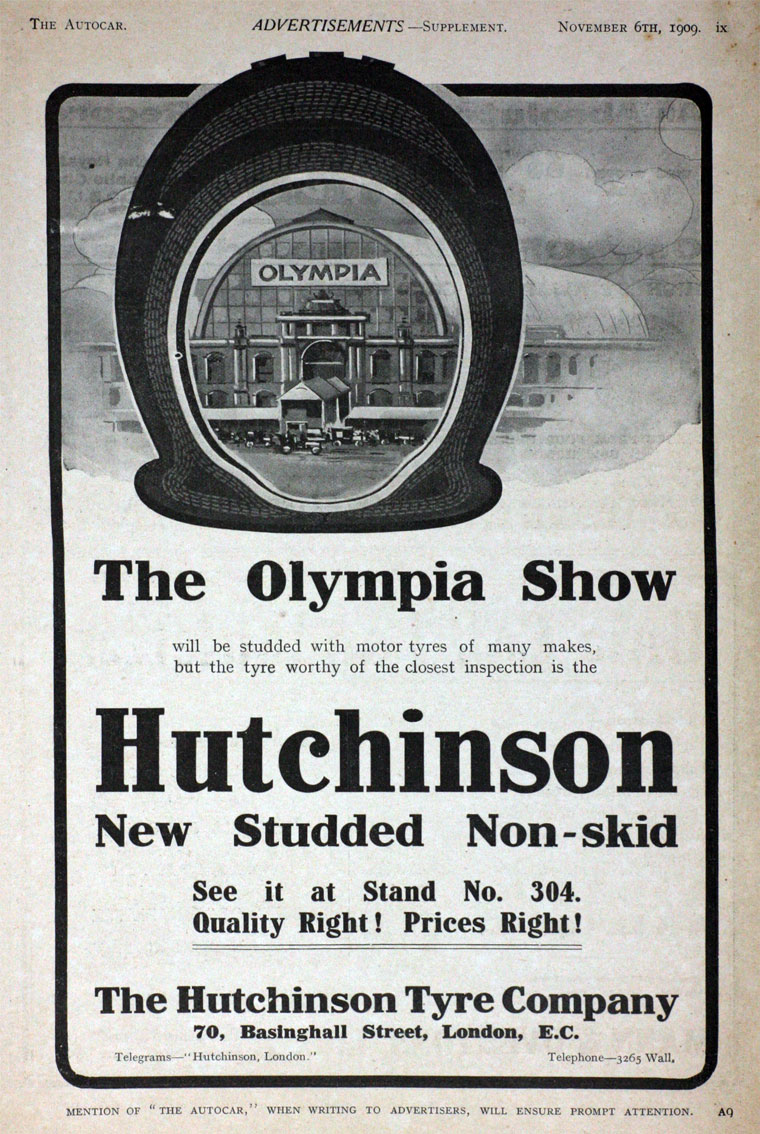 THE AUTOCAR. ADVERTISEMENTS—SUPPLEMENT. NOVEMBER 6TH, 1909. ix
OLYMPIA
The Olympia Show
will be studded with motor tyres of many makes,
but the tyre worthy of the closest inspection is the
Hutchinson
New Studded Non-skid
See it at Stand No. 304.
Quality Right! Prices Right!
The Hutchinson Tyre Company
70, Basinghall Street, London, E.C.
Telegrams—"Hutchinson, London." Telephone—3265 Wall.
MENTION OF "THE AUTOCAR," WHEN WRITING TO ADVERTISERS, WILL ENSURE PROMPT ATTENTION. A9